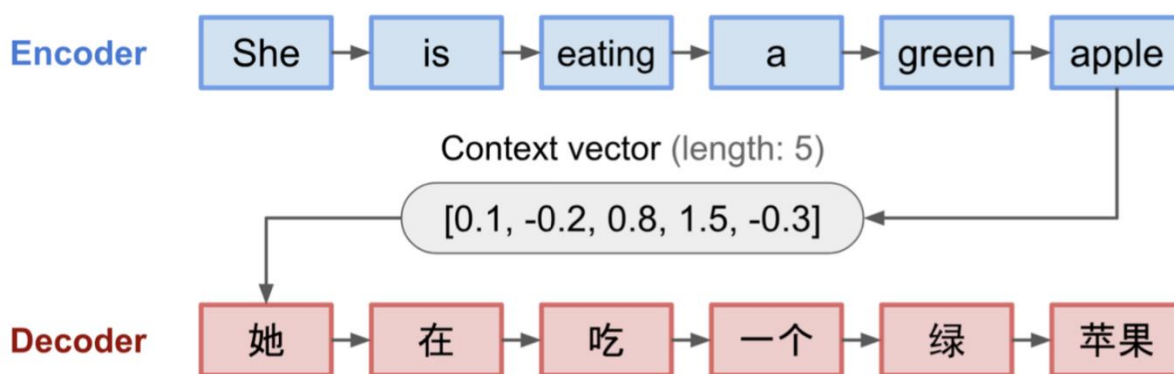 Encoder She is eating a green apple
Context vector (length: 5)
[0.1, -0.2, 0.8, 1.5, -0.3]
Decoder 她 在 吃 一个 绿 苹果